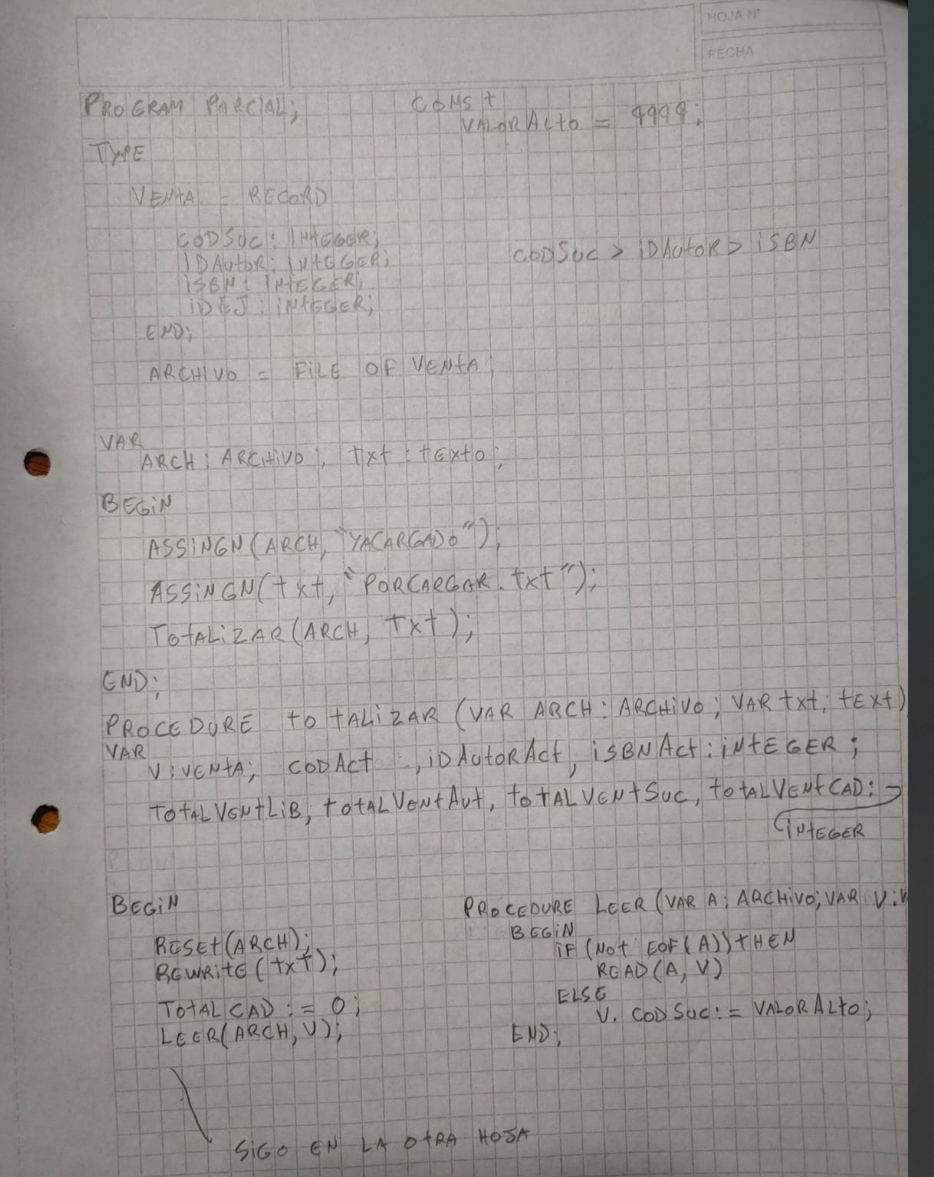 HOJA Nº
FECHA
PROGRAM PARCIAL;
CONST
VALORALTO = 9999;
TYPE
VENTA = RECORD
CODSUC: INTEGER;
IDAUTOR: INTEGER;
ISBN: INTEGER;
IDEJ: INTEGER;
END;
CODSUC > IDAUTOR > ISBN
ARCHIVO = FILE OF VENTA;
VAR
ARCH: ARCHIVO; TXT: TEXTO;
BEGIN
ASSINGN(ARCH, "YACARGADO");
ASSINGN(TXT, "PORCARGAR.TXT");
TOTALIZAR(ARCH, TXT);
END;
PROCEDURE TOTALIZAR (VAR ARCH: ARCHIVO; VAR TXT: TEXT)
VAR
V: VENTA; CODACT , IDAUTORACT, ISBNACT: INTEGER;
TOTALVENTLIB, TOTALVENTAUT, TOTALVENTSUC, TOTALVENTCAD:
INTEGER
BEGIN
RESET(ARCH);
REWRITE(TXT);
TOTALCAD := 0;
LEER(ARCH, V);
PROCEDURE LEER (VAR A: ARCHIVO; VAR V:
BEGIN
IF (NOT EOF(A)) THEN
READ(A, V)
ELSE
V. CODSUC := VALORALTO;
END;
SIGO EN LA OTRA HOJA